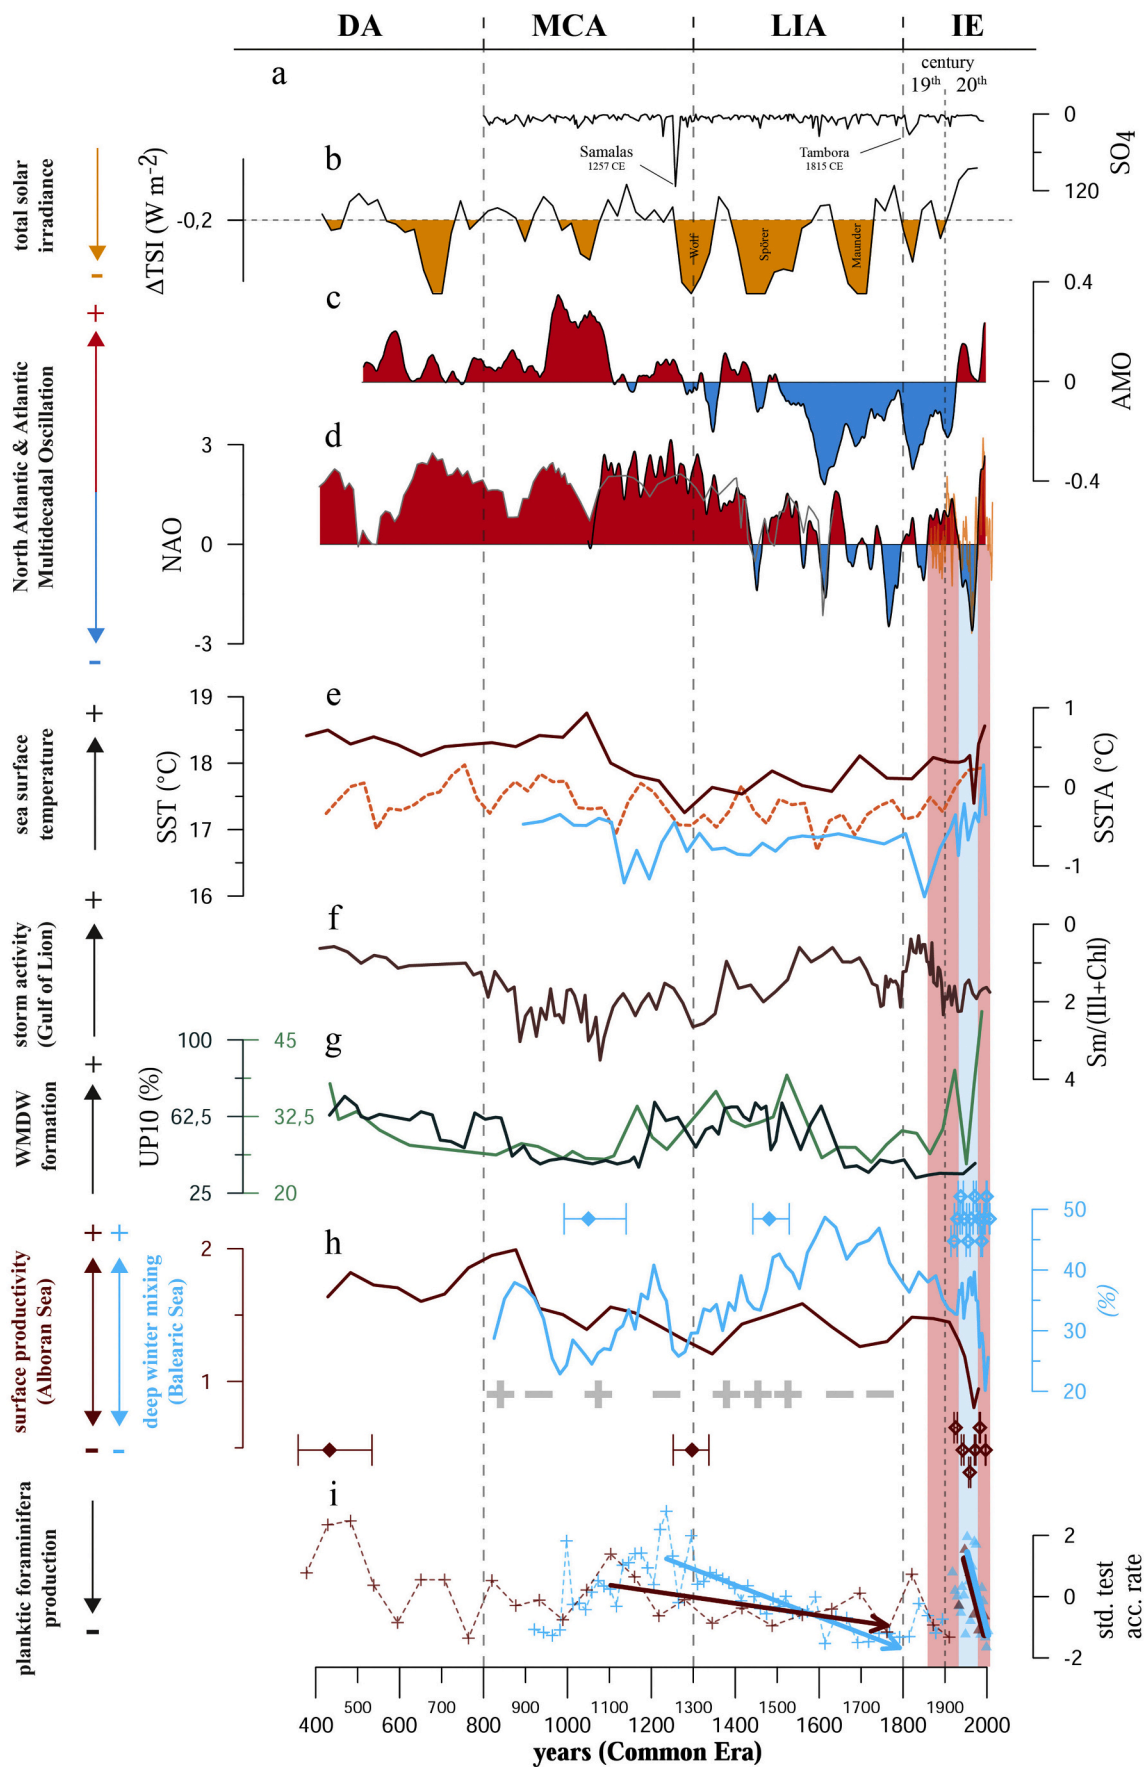 DA MCA LIA IE
century
19th 20th
a
0
SO4
120
Samalas
1257 CE
Tambora
1815 CE
b
total solar
irradiance
-
ΔTSI (W m-2)
-0,2
Wolf
Spörer
Maunder
c
0.4
0
-0.4
AMO
+
North Atlantic & Atlantic
Multidecadal Oscillation
-
d
NAO
3
0
-3
e
+
sea surface
temperature
SST (°C)
19
18
17
16
1
0
-1
SSTA (°C)
f
+
storm activity
(Gulf of Lion)
0
2
4
Sm/(Ill+Chl)
g
+
WMDW
formation
UP10 (%)
100 45
62,5 32,5
25 20
h
+ +
surface productivity
(Alboran Sea)
deep winter mixing
(Balearic Sea)
- -
2
1
50
40
30
20
(%)
i
planktic foraminifera
production
-
2
0
-2
std. test
acc. rate
500 700 900 1100 1300 1500 1700 1900
400 600 800 1000 1200 1400 1600 1800 2000
years (Common Era)